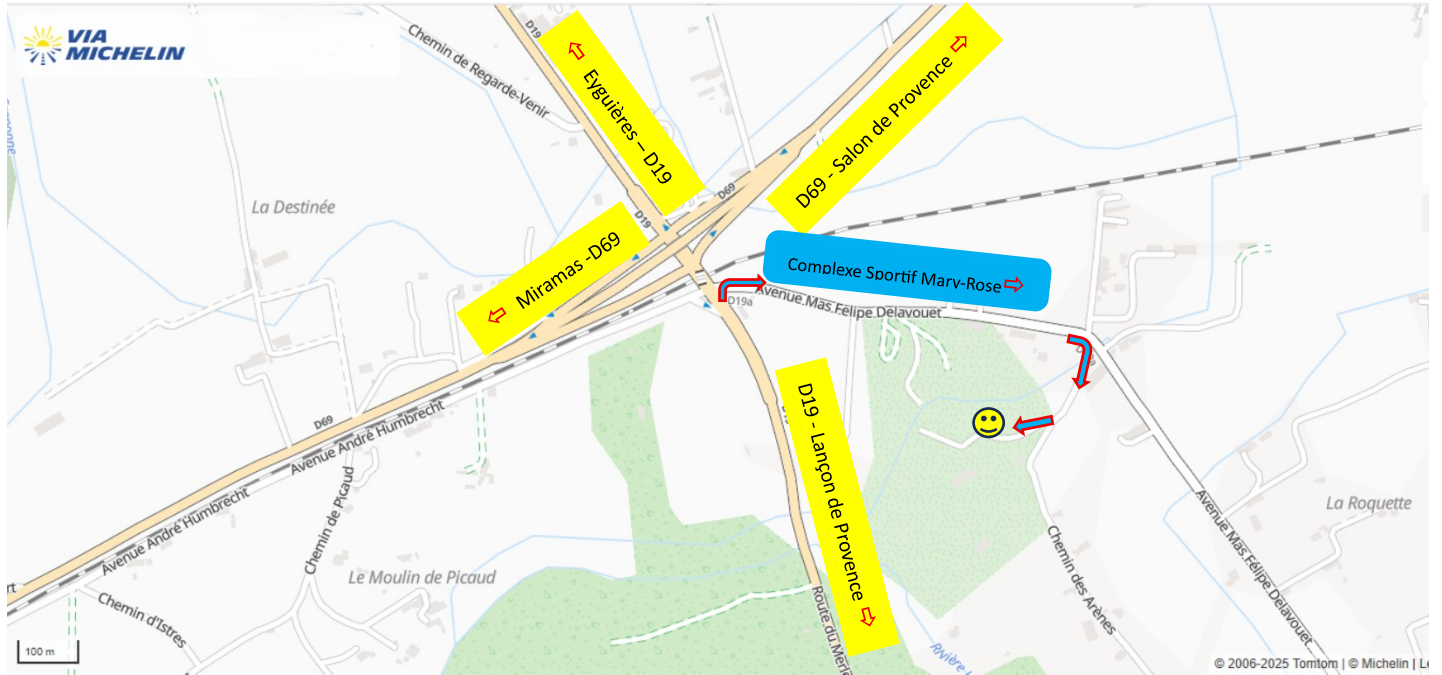 VIA
MICHELIN
D19
Chemin de Regarde-Venir
Eyguières – D19
D69 - Salon de Provence
La Destinée
D69
D19
Miramas -D69
Complexe Sportif Mary-Rose
D19a
Avenue Mas Felipe Delavouet
D19 - Lançon de Provence
D69
Avenue André Humbrecht
Avenue André Humbrecht
Chemin de Picaud
Le Moulin de Picaud
Chemin d'Istres
Route du Merle
Chemin des Arènes
Avenue Mas Felipe Delavouet
La Roquette
Rivière
100 m
© 2006-2025 Tomtom | © Michelin |